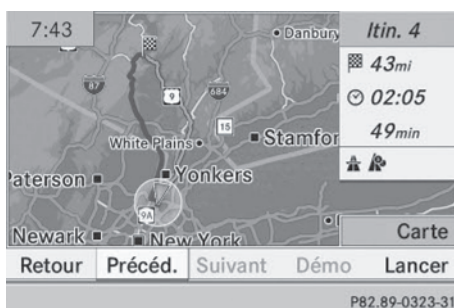 7:43
Itin. 4
Danbury
43mi
87
9
684
02:05
15
49min
White Plains
Stamfor
aterson
Yonkers
9A
Newark
New York
Carte
Retour Précéd. Suivant Démo Lancer
P82.89-0323-31